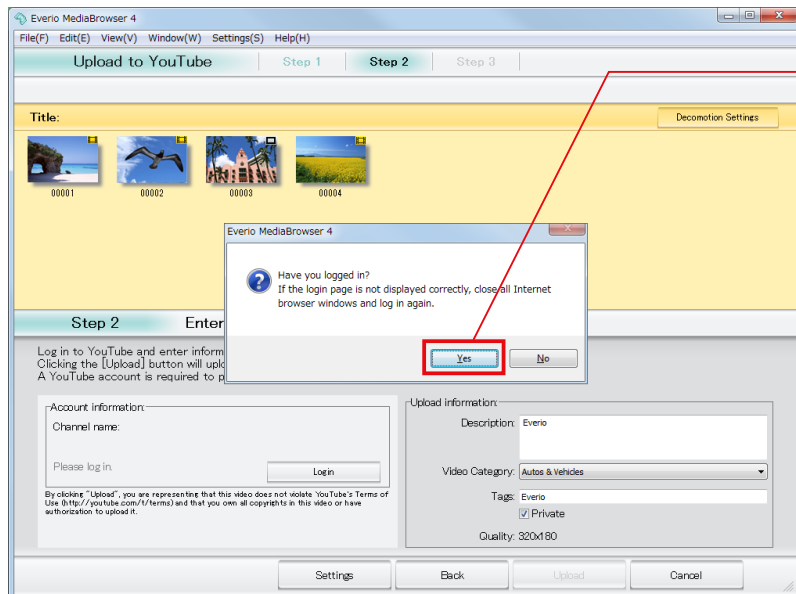 Everio MediaBrowser 4
File(F) Edit(E) View(V) Window(W) Settings(S) Help(H)
Upload to YouTube Step 1 Step 2 Step 3
Title: Decomotion Settings
00001 00002 00003 00004
Everio MediaBrowser 4
Have you logged in?
If the login page is not displayed correctly, close all Internet
browser windows and log in again.
Yes No
Step 2 Enter
Log in to YouTube and enter inform
Clicking the [Upload] button will uplo
A YouTube account is required to p
Account information:
Channel name:
Please log in.
Login
By clicking "Upload", you are representing that this video does not violate YouTube's Terms of
Use (http://youtube.com/t/terms) and that you own all copyrights in this video or have
authorization to upload it.
Upload information:
Description: Everio
Video Category: Autos & Vehicles
Tags: Everio
Private
Quality: 320x180
Settings Back Upload Cancel